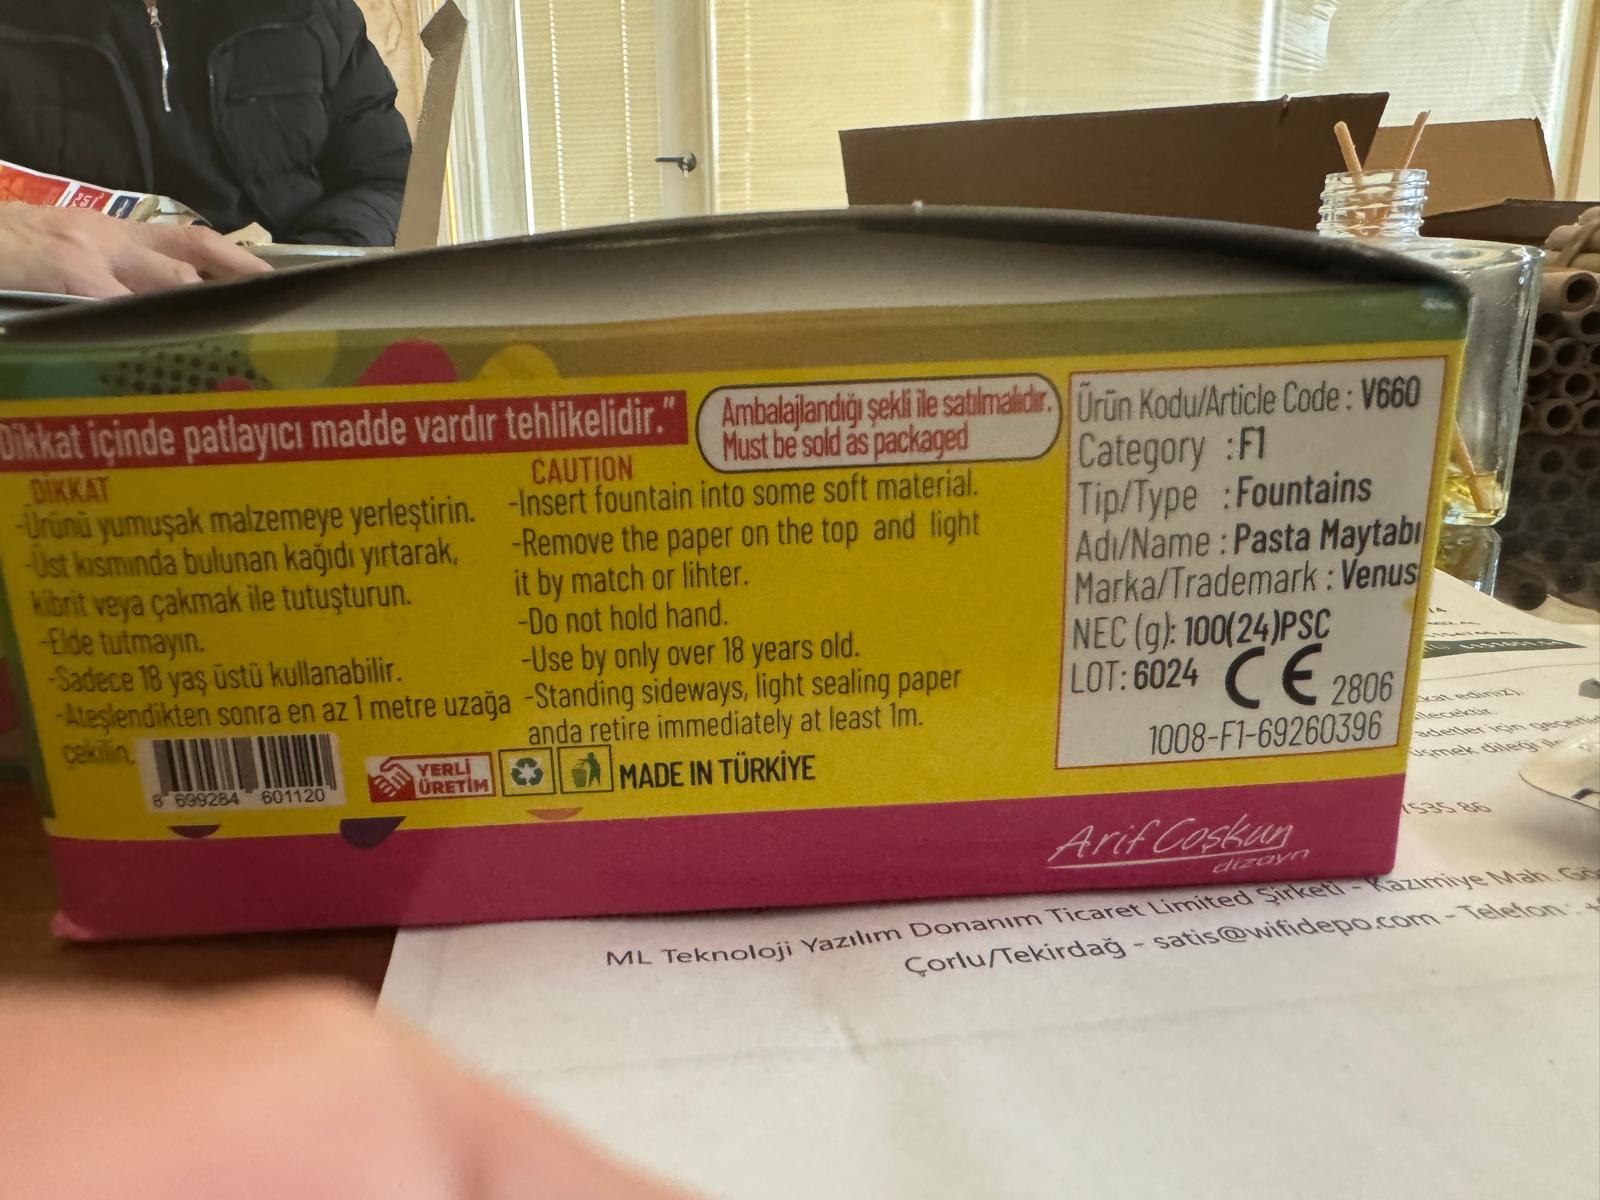 Dikkat içinde patlayıcı madde vardır tehlikelidir."
Ambalajlandığı şekli ile satılmalıdır.
Must be sold as packaged
DİKKAT
-Ürünü yumuşak malzemeye yerleştirin.
-Üst kısmında bulunan kağıdı yırtarak,
kibrit veya çakmak ile tutuşturun.
-Elde tutmayın.
-Sadece 18 yaş üstü kullanabilir.
-Ateşlendikten sonra en az 1 metre uzağa
çekilin.
8 699284 601120
CAUTION
-Insert fountain into some soft material.
-Remove the paper on the top and light
it by match or lihter.
-Do not hold hand.
-Use by only over 18 years old.
-Standing sideways, light sealing paper
anda retire immediately at least 1m.
YERLİ
ÜRETİM
MADE IN TÜRKİYE
Ürün Kodu/Article Code : V660
Category : F1
Tip/Type : Fountains
Adı/Name : Pasta Maytabı
Marka/Trademark : Venus
NEC (g): 100(24)PSC
LOT: 6024
CE 2806
1008-F1-69260396
Arif Coşkun
dizayn
ML Teknoloji Yazılım Donanım Ticaret Limited Şirketi - Kazımiye Mah.
Çorlu/Tekirdağ - satis@wifidepo.com - Telefon :
7535 86